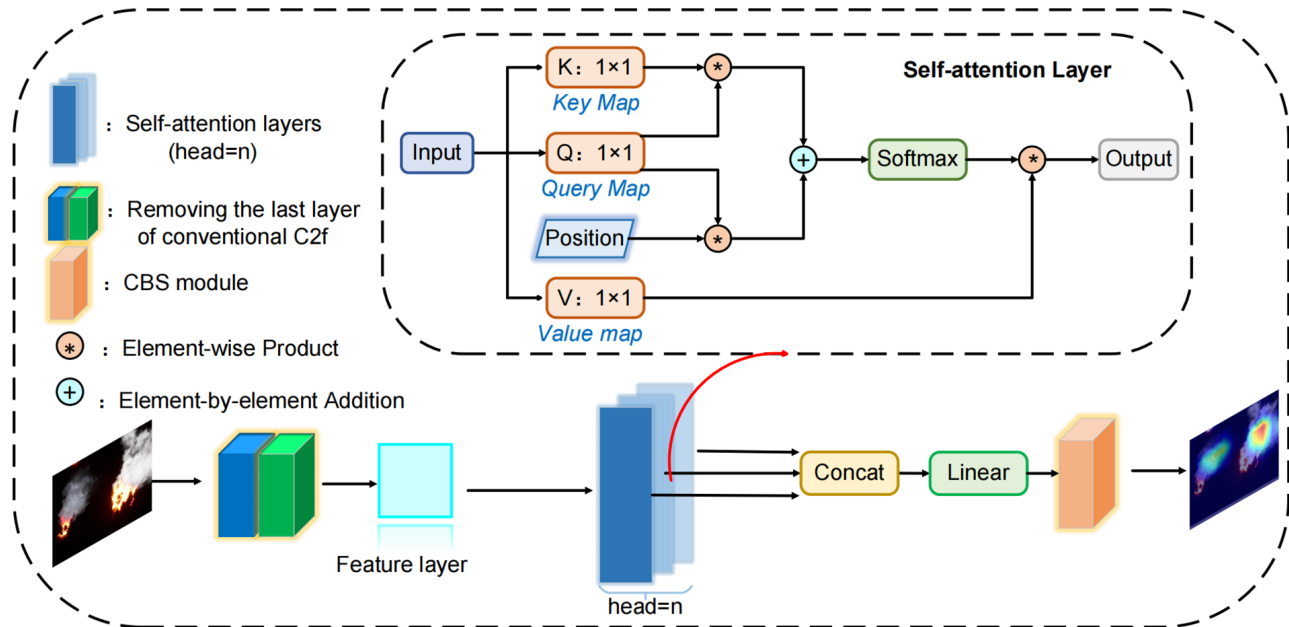 Self-attention Layer
K：1×1
Key Map
Input
Q：1×1
Query Map
Position
V：1×1
Value map
*
*
+
Softmax
*
Output
：Self-attention layers
(head=n)
：Removing the last layer
of conventional C2f
：CBS module
* ：Element-wise Product
+ ：Element-by-element Addition
Feature layer
head=n
Concat
Linear